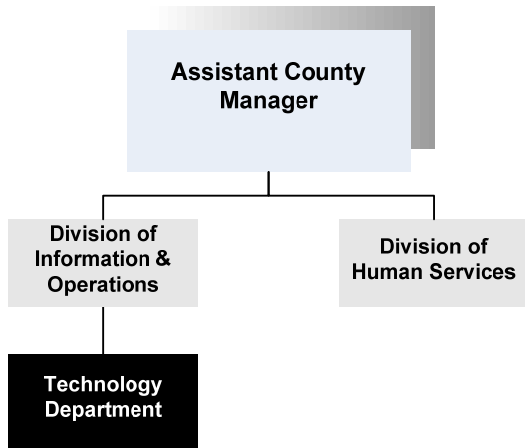 Assistant County
Manager
Division of
Information &
Operations
Division of
Human Services
Technology
Department